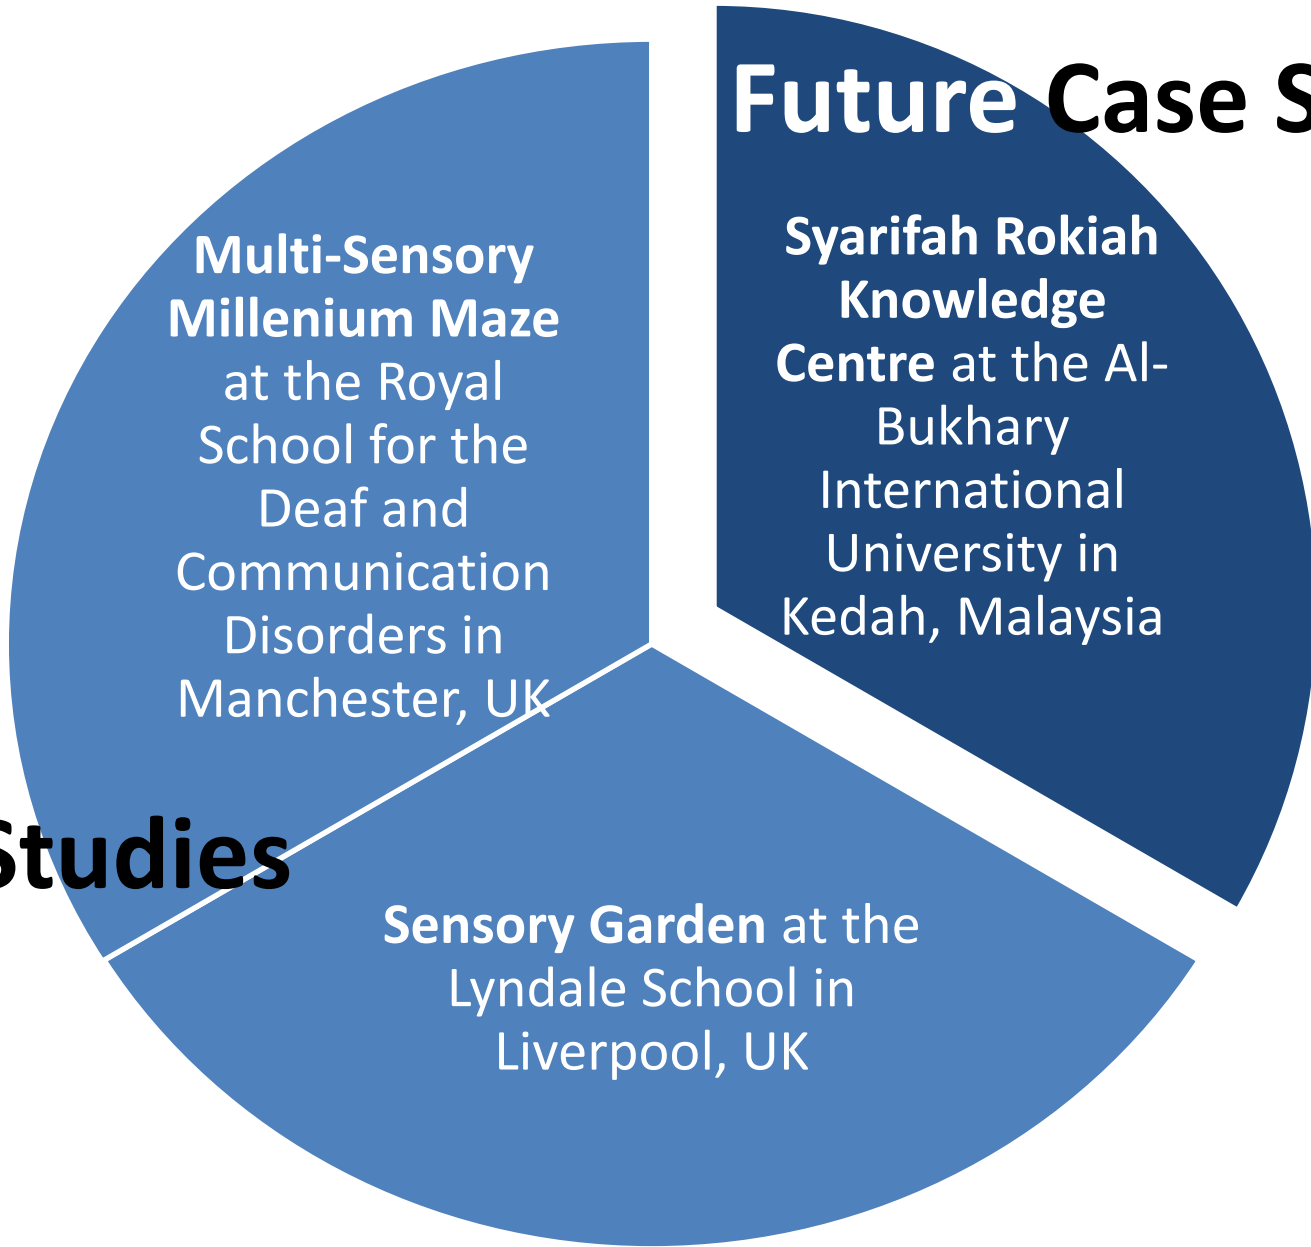 Future Case S
Multi-Sensory
Millenium Maze
at the Royal
School for the
Deaf and
Communication
Disorders in
Manchester, UK
Syarifah Rokiah
Knowledge
Centre at the Al-
Bukhary
International
University in
Kedah, Malaysia
Studies
Sensory Garden at the
Lyndale School in
Liverpool, UK